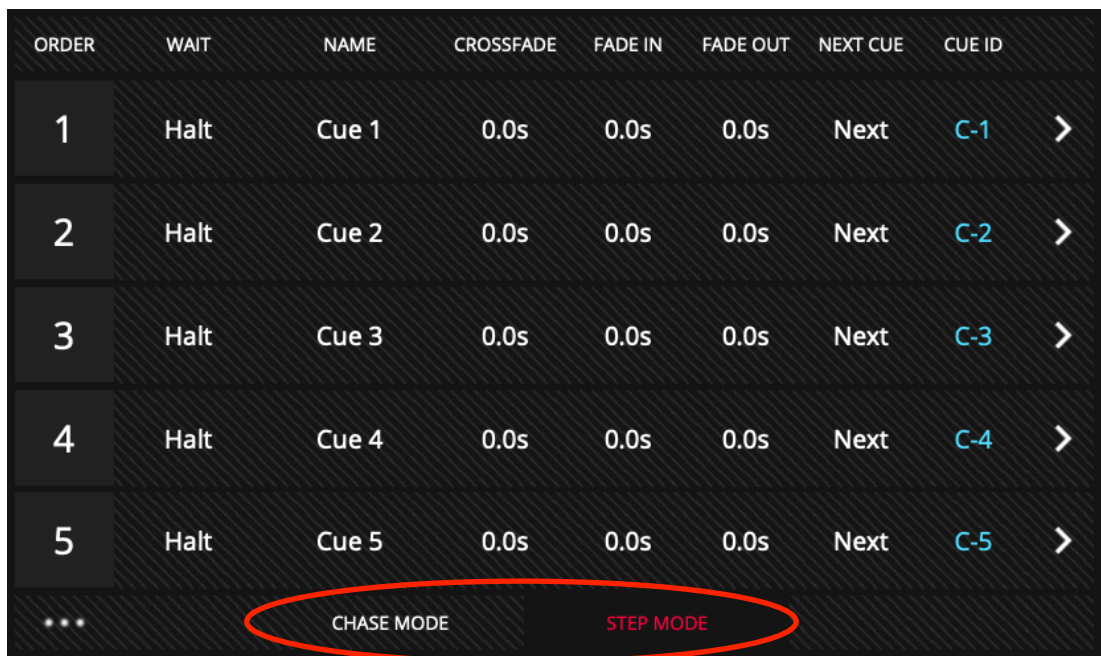 ORDER WAIT NAME CROSSFADE FADE IN FADE OUT NEXT CUE CUE ID
1 Halt Cue 1 0.0s 0.0s 0.0s Next C-1
2 Halt Cue 2 0.0s 0.0s 0.0s Next C-2
3 Halt Cue 3 0.0s 0.0s 0.0s Next C-3
4 Halt Cue 4 0.0s 0.0s 0.0s Next C-4
5 Halt Cue 5 0.0s 0.0s 0.0s Next C-5
CHASE MODE STEP MODE